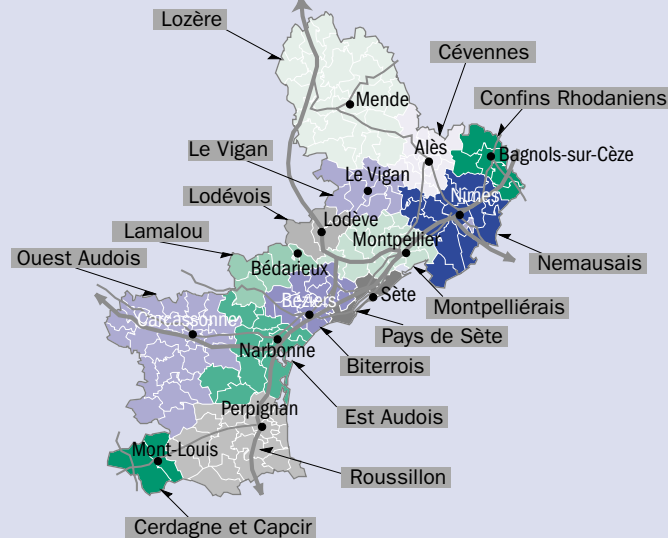 Lozère
Cévennes
Confins Rhodaniens
Mende
Le Vigan
Alès
Bagnols-sur-Cèze
Le Vigan
Lodévois
Nîmes
Lodève
Lamalou
Montpellier
Ouest Audois
Bédarieux
Nemausais
Sète
Béziers
Montpelliérais
Carcassonne
Pays de Sète
Narbonne
Biterrois
Perpignan
Est Audois
Mont-Louis
Roussillon
Cerdagne et Capcir